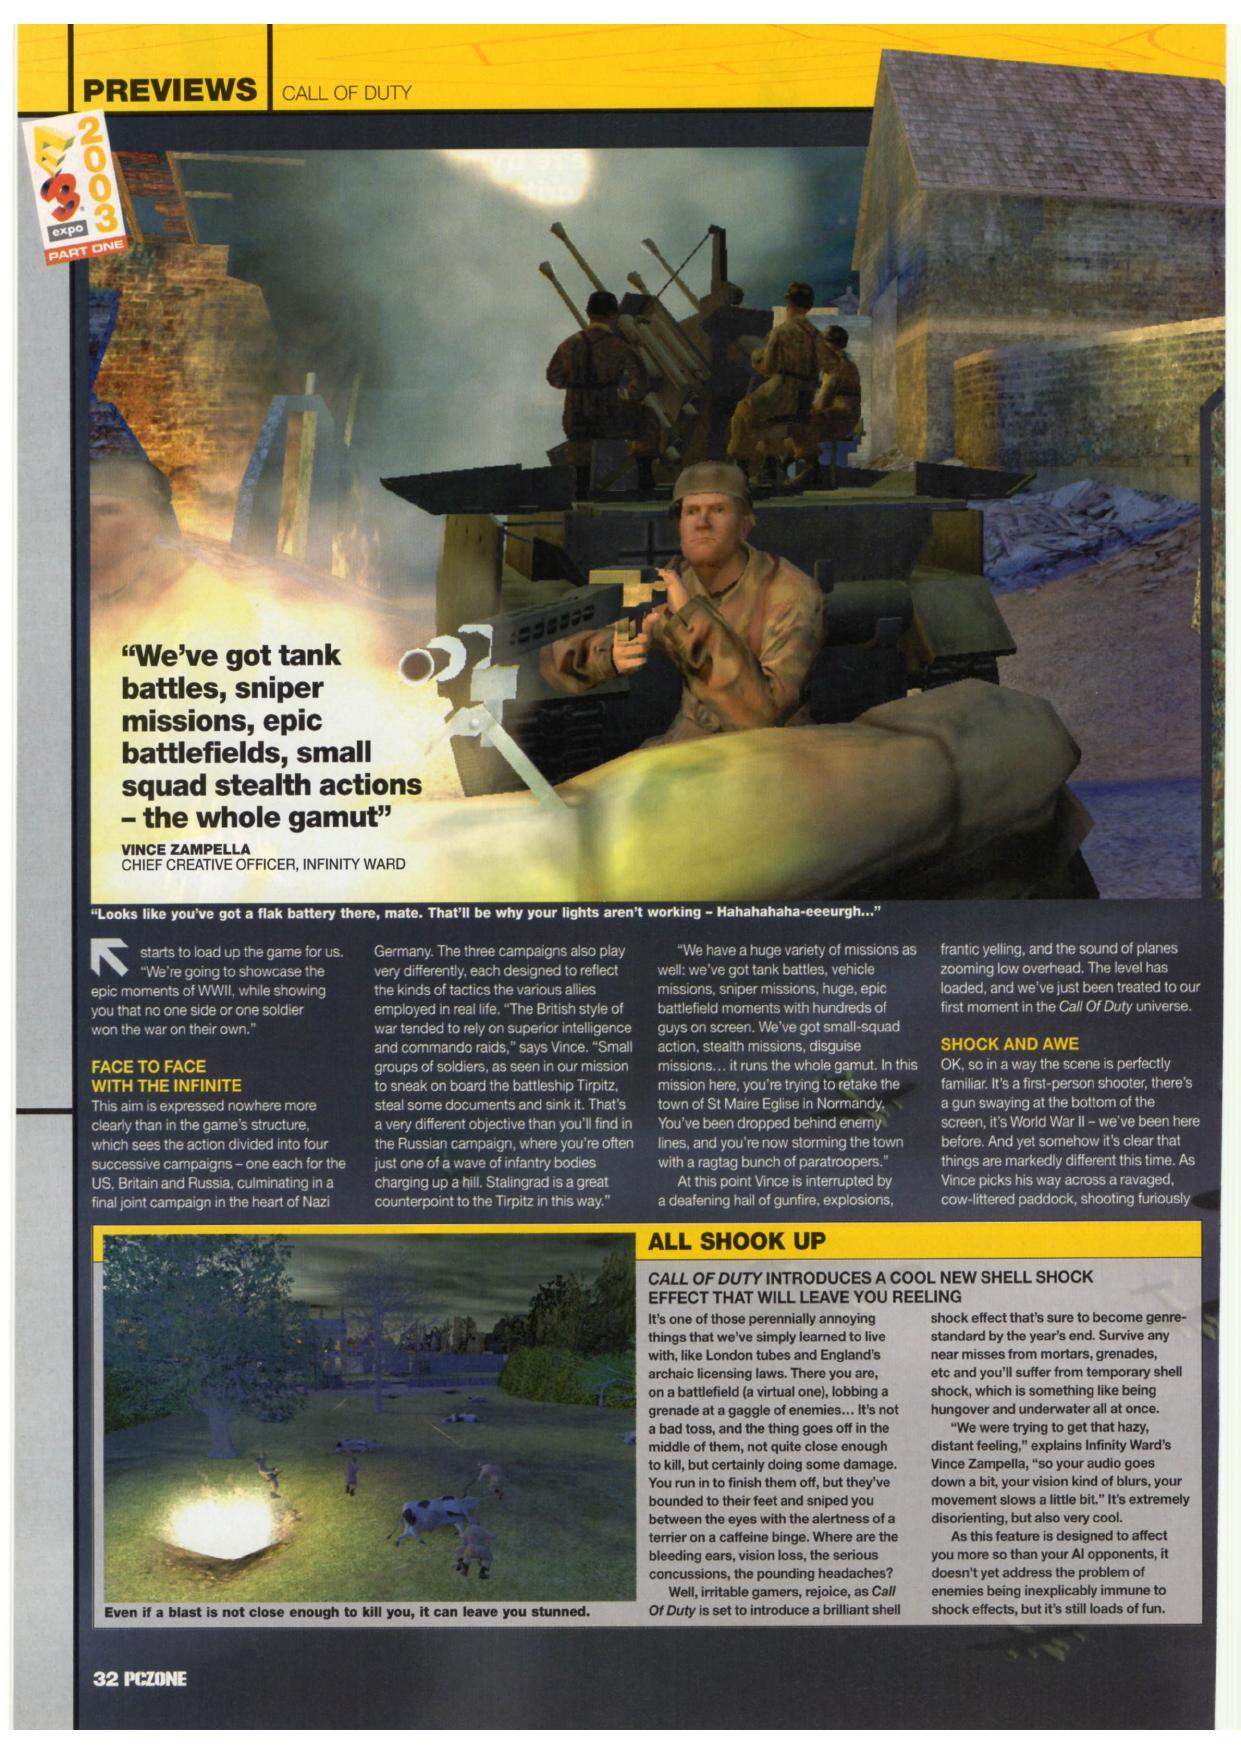 PREVIEWS
CALL OF DUTY
E3
expo
2003
PART ONE
“We’ve got tank
battles, sniper
missions, epic
battlefields, small
squad stealth actions
– the whole gamut”
VINCE ZAMPELLA
CHIEF CREATIVE OFFICER, INFINITY WARD
“Looks like you’ve got a flak battery there, mate. That’ll be why your lights aren’t working – Hahahahaha-eeeurgh...”
starts to load up the game for us.
“We’re going to showcase the
epic moments of WWII, while showing
you that no one side or one soldier
won the war on their own.”
FACE TO FACE
WITH THE INFINITE
This aim is expressed nowhere more
clearly than in the game’s structure,
which sees the action divided into four
successive campaigns – one each for the
US, Britain and Russia, culminating in a
final joint campaign in the heart of Nazi
Germany. The three campaigns also play
very differently, each designed to reflect
the kinds of tactics the various allies
employed in real life. “The British style of
war tended to rely on superior intelligence
and commando raids,” says Vince. “Small
groups of soldiers, as seen in our mission
to sneak on board the battleship Tirpitz,
steal some documents and sink it. That’s
a very different objective than you’ll find in
the Russian campaign, where you’re often
just one of a wave of infantry bodies
charging up a hill. Stalingrad is a great
counterpoint to the Tirpitz in this way.”
“We have a huge variety of missions as
well: we’ve got tank battles, vehicle
missions, sniper missions, huge, epic
battlefield moments with hundreds of
guys on screen. We’ve got small-squad
action, stealth missions, disguise
missions... it runs the whole gamut. In this
mission here, you’re trying to retake the
town of St Maire Eglise in Normandy.
You’ve been dropped behind enemy
lines, and you’re now storming the town
with a ragtag bunch of paratroopers.”
At this point Vince is interrupted by
a deafening hail of gunfire, explosions,
frantic yelling, and the sound of planes
zooming low overhead. The level has
loaded, and we’ve just been treated to our
first moment in the Call Of Duty universe.
SHOCK AND AWE
OK, so in a way the scene is perfectly
familiar. It’s a first-person shooter, there’s
a gun swaying at the bottom of the
screen, it’s World War II – we’ve been here
before. And yet somehow it’s clear that
things are markedly different this time. As
Vince picks his way across a ravaged,
cow-littered paddock, shooting furiously
ALL SHOOK UP
CALL OF DUTY INTRODUCES A COOL NEW SHELL SHOCK
EFFECT THAT WILL LEAVE YOU REELING
It’s one of those perennially annoying
things that we’ve simply learned to live
with, like London tubes and England’s
archaic licensing laws. There you are,
on a battlefield (a virtual one), lobbing a
grenade at a gaggle of enemies... It’s not
a bad toss, and the thing goes off in the
middle of them, not quite close enough
to kill, but certainly doing some damage.
You run in to finish them off, but they’ve
bounded to their feet and sniped you
between the eyes with the alertness of a
terrier on a caffeine binge. Where are the
bleeding ears, vision loss, the serious
concussions, the pounding headaches?
Well, irritable gamers, rejoice, as Call
Of Duty is set to introduce a brilliant shell
shock effect that’s sure to become genre-
standard by the year’s end. Survive any
near misses from mortars, grenades,
etc and you’ll suffer from temporary shell
shock, which is something like being
hungover and underwater all at once.
“We were trying to get that hazy,
distant feeling,” explains Infinity Ward’s
Vince Zampella, “so your audio goes
down a bit, your vision kind of blurs, your
movement slows a little bit.” It’s extremely
disorienting, but also very cool.
As this feature is designed to affect
you more so than your AI opponents, it
doesn’t yet address the problem of
enemies being inexplicably immune to
shock effects, but it’s still loads of fun.
Even if a blast is not close enough to kill you, it can leave you stunned.
32 PCZONE